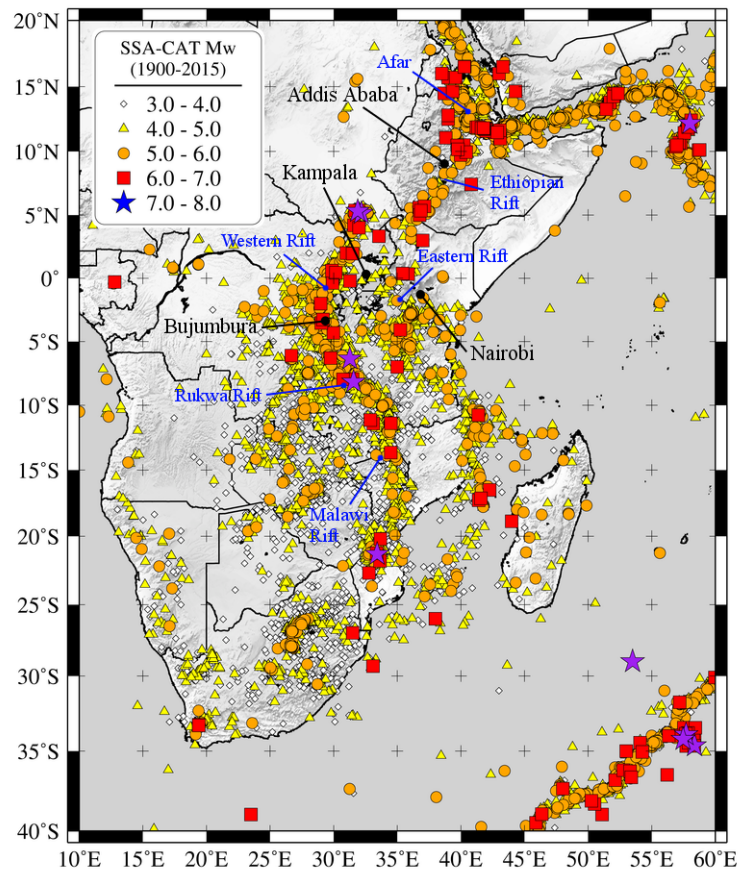 SSA-CAT Mw
(1900-2015)
3.0 - 4.0
4.0 - 5.0
5.0 - 6.0
6.0 - 7.0
7.0 - 8.0
20°N
15°N
10°N
5°N
0°
5°S
10°S
15°S
20°S
25°S
30°S
35°S
40°S
Afar
Addis Ababa
Kampala
Ethiopian
Rift
Western Rift
Eastern Rift
Bujumbura
Nairobi
Rukwa Rift
Malawi
Rift
10°E
15°E
20°E
25°E
30°E
35°E
40°E
45°E
50°E
55°E
60°E